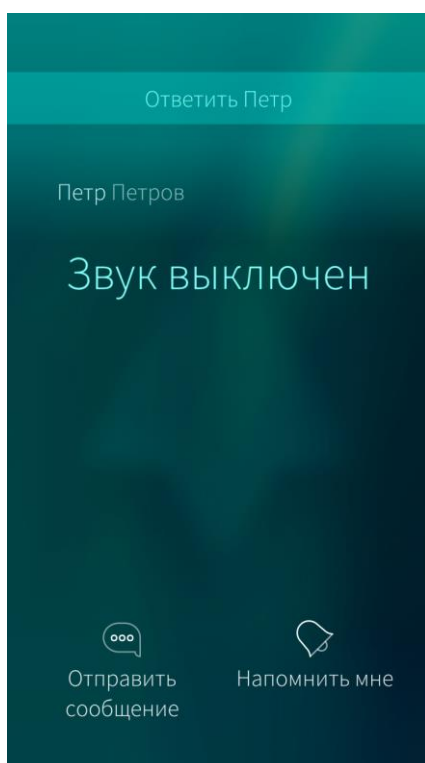 Ответить Петр
Петр Петров
Звук выключен
Отправить
сообщение
Напомнить мне